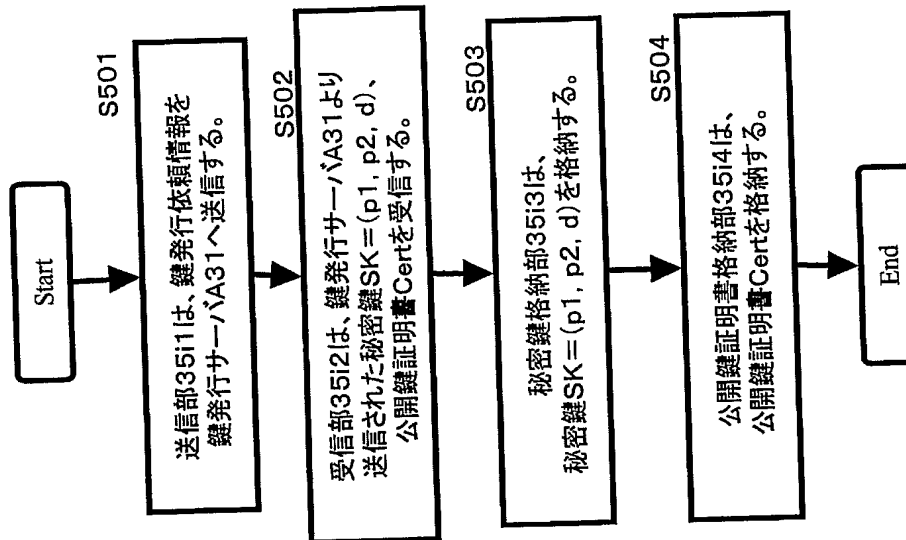 Start
S501
送信部35i1は、鍵発行依頼情報を
鍵発行サーバA31へ送信する。
S502
受信部35i2は、鍵発行サーバA31より
送信された秘密鍵SK=(p1, p2, d)、
公開鍵証明書Certを受信する。
S503
秘密鍵格納部35i3は、
秘密鍵SK=(p1, p2, d)を格納する。
S504
公開鍵証明書格納部35i4は、
公開鍵証明書Certを格納する。
End